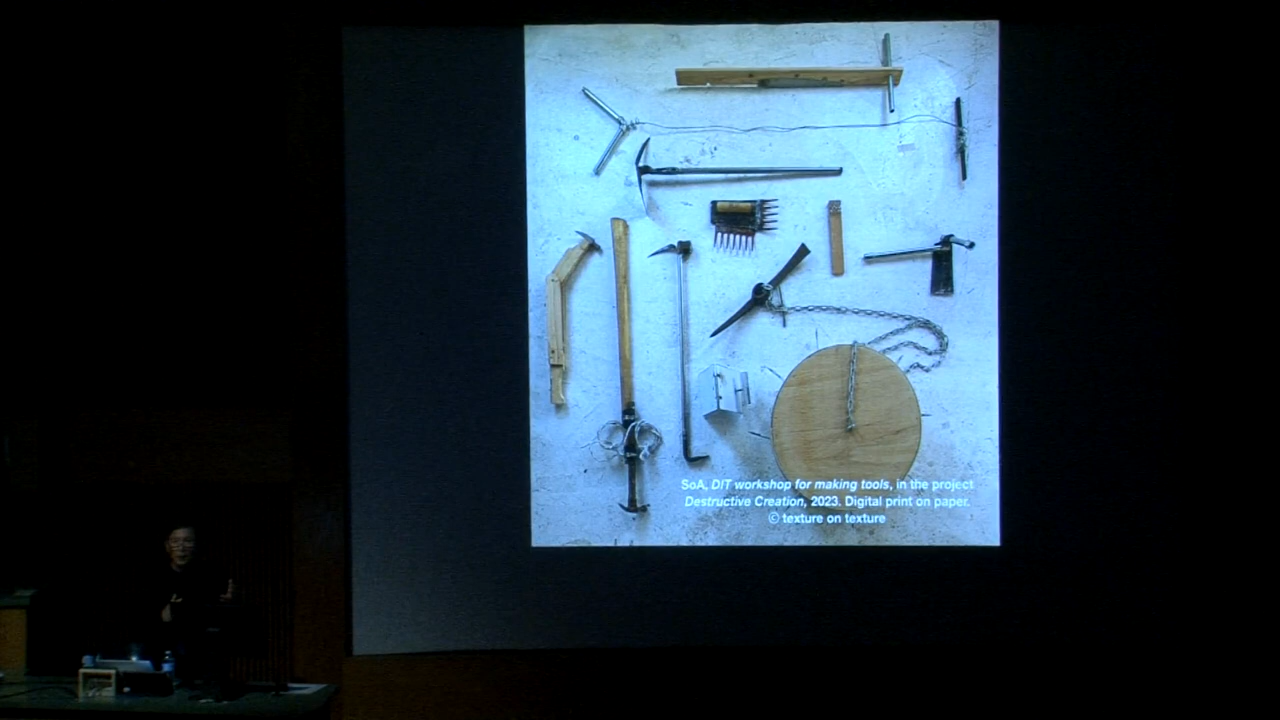 SoA, DIT workshop for making tools, in the project
Destructive Creation, 2023. Digital print on paper.
© texture on texture